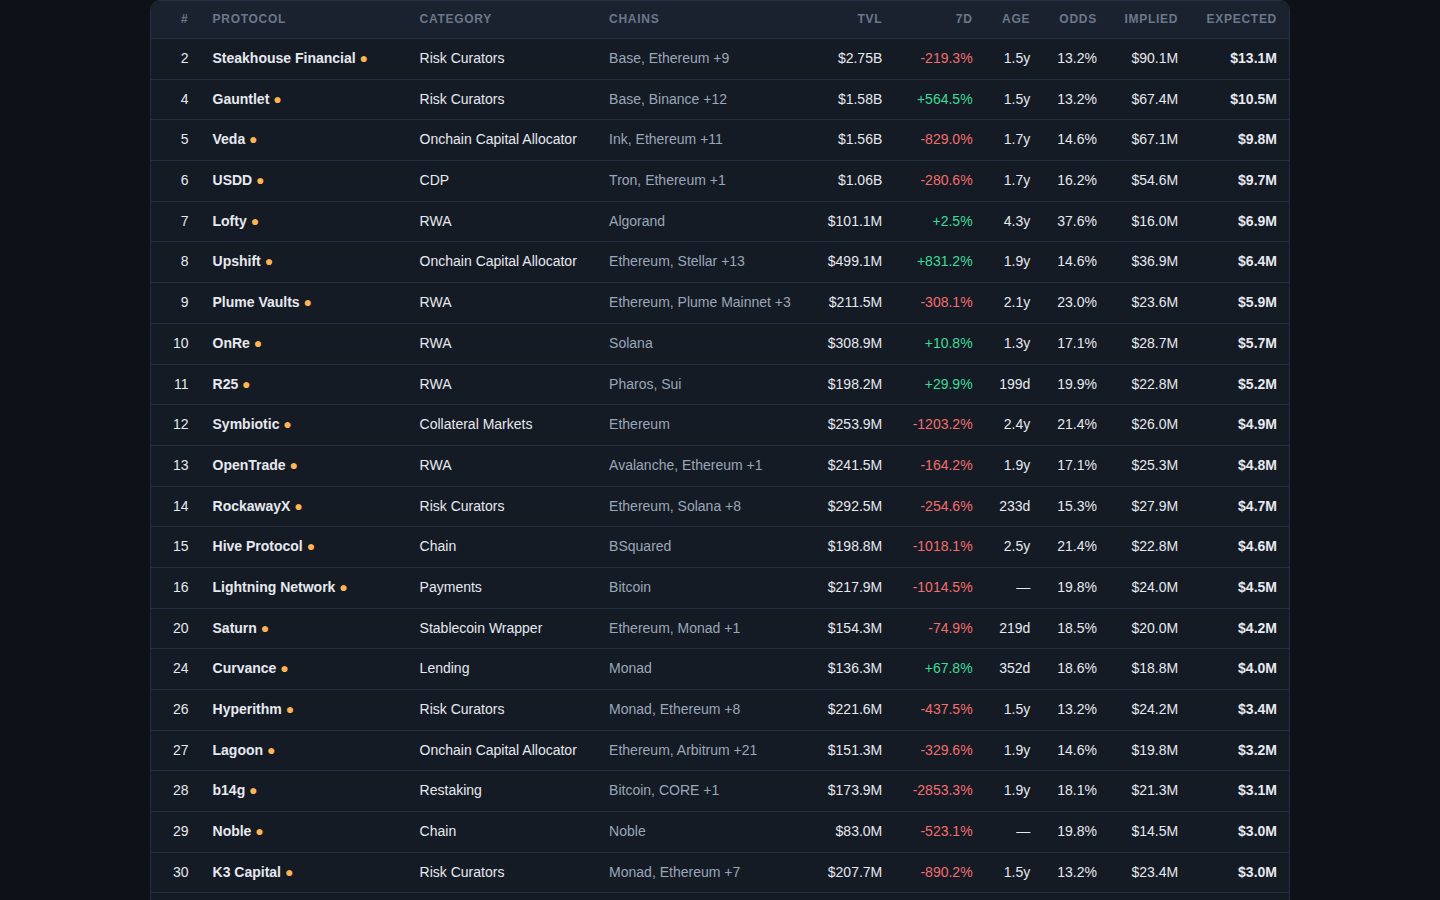 # PROTOCOL CATEGORY CHAINS TVL 7D AGE ODDS IMPLIED EXPECTED
2 Steakhouse Financial ● Risk Curators Base, Ethereum +9 $2.75B -219.3% 1.5y 13.2% $90.1M $13.1M
4 Gauntlet ● Risk Curators Base, Binance +12 $1.58B +564.5% 1.5y 13.2% $67.4M $10.5M
5 Veda ● Onchain Capital Allocator Ink, Ethereum +11 $1.56B -829.0% 1.7y 14.6% $67.1M $9.8M
6 USDD ● CDP Tron, Ethereum +1 $1.06B -280.6% 1.7y 16.2% $54.6M $9.7M
7 Lofty ● RWA Algorand $101.1M +2.5% 4.3y 37.6% $16.0M $6.9M
8 Upshift ● Onchain Capital Allocator Ethereum, Stellar +13 $499.1M +831.2% 1.9y 14.6% $36.9M $6.4M
9 Plume Vaults ● RWA Ethereum, Plume Mainnet +3 $211.5M -308.1% 2.1y 23.0% $23.6M $5.9M
10 OnRe ● RWA Solana $308.9M +10.8% 1.3y 17.1% $28.7M $5.7M
11 R25 ● RWA Pharos, Sui $198.2M +29.9% 199d 19.9% $22.8M $5.2M
12 Symbiotic ● Collateral Markets Ethereum $253.9M -1203.2% 2.4y 21.4% $26.0M $4.9M
13 OpenTrade ● RWA Avalanche, Ethereum +1 $241.5M -164.2% 1.9y 17.1% $25.3M $4.8M
14 RockawayX ● Risk Curators Ethereum, Solana +8 $292.5M -254.6% 233d 15.3% $27.9M $4.7M
15 Hive Protocol ● Chain BSquared $198.8M -1018.1% 2.5y 21.4% $22.8M $4.6M
16 Lightning Network ● Payments Bitcoin $217.9M -1014.5% — 19.8% $24.0M $4.5M
20 Saturn ● Stablecoin Wrapper Ethereum, Monad +1 $154.3M -74.9% 219d 18.5% $20.0M $4.2M
24 Curvance ● Lending Monad $136.3M +67.8% 352d 18.6% $18.8M $4.0M
26 Hyperithm ● Risk Curators Monad, Ethereum +8 $221.6M -437.5% 1.5y 13.2% $24.2M $3.4M
27 Lagoon ● Onchain Capital Allocator Ethereum, Arbitrum +21 $151.3M -329.6% 1.9y 14.6% $19.8M $3.2M
28 b14g ● Restaking Bitcoin, CORE +1 $173.9M -2853.3% 1.9y 18.1% $21.3M $3.1M
29 Noble ● Chain Noble $83.0M -523.1% — 19.8% $14.5M $3.0M
30 K3 Capital ● Risk Curators Monad, Ethereum +7 $207.7M -890.2% 1.5y 13.2% $23.4M $3.0M